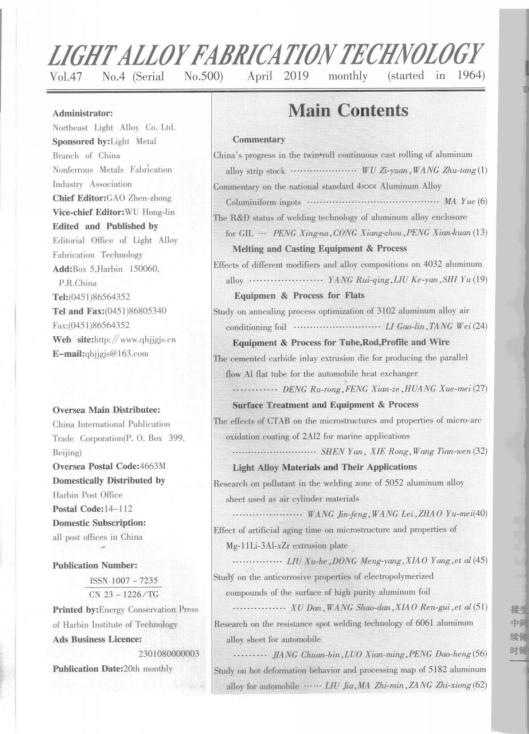 LIGHT ALLOY FABRICATION TECHNOLOGY
Vol.47 No.4 (Serial No.500) April 2019 monthly (started in 1964)
Administrator:
Northeast Light Alloy Co. Ltd.
Sponsored by:Light Metal
Branch of China
Nonferrous Metals Fabrication
Industry Association
Chief Editor:GAO Zhen-zhong
Vice-chief Editor:WU Hong-lin
Edited and Published by
Editorial Office of Light Alloy
Fabrication Technology
Add:Box 5,Harbin 150060,
P.R.China
Tel:(0451)86564352
Tel and Fax:(0451)86805340
Fax:(0451)86564352
Web site:http://www.qhjjgjs.cn
E-mail:qhjjgjs@163.com
Oversea Main Distributee:
China International Publication
Trade Corporation(P. O. Box 399,
Beijing)
Oversea Postal Code:4663M
Domestically Distributed by
Harbin Post Office
Postal Code:14-112
Domestic Subscription:
all post offices in China
Publication Number:
ISSN 1007 - 7235
CN 23 - 1226/TG
Printed by:Energy Conservation Press
of Harbin Institute of Technology
Ads Business Licence:
2301080000003
Publication Date:20th monthly
Main Contents
Commentary
China's progress in the twin-roll continuous cast rolling of aluminum
alloy strip stock ·················· WU Zi-yuan,WANG Zhu-tang(1)
Commentary on the national standard 4××× Aluminum Alloy
Columiniform ingots ···································· MA Yue (6)
The R&D status of welding technology of aluminum alloy enclosure
for GIL ··· PENG Xing-na,CONG Xiang-zhou,PENG Xian-kuan(13)
Melting and Casting Equipment & Process
Effects of different modifiers and alloy compositions on 4032 aluminum
alloy ···················· YANG Rui-qing,LIU Ke-yan,SHI Yu (19)
Equipmen & Process for Flats
Study on annealing process optimization of 3102 aluminum alloy air
conditioning foil ·························· LI Gao-lin,TANG Wei(24)
Equipment & Process for Tube,Rod,Profile and Wire
The cemented carbide inlay extrusion die for producing the parallel
flow Al flat tube for the automobile heat exchanger
············ DENG Ru-rong,FENG Xian-ze,HUANG Xue-mei(27)
Surface Treatment and Equipment & Process
The effects of CTAB on the microstructures and properties of micro-arc
oxidation coating of 2Al2 for marine applications
························ SHEN Yan, XIE Rong,Wang Tian-wen (32)
Light Alloy Materials and Their Applications
Research on pollutant in the welding zone of 5052 aluminum alloy
sheet used as air cylinder materials
···················· WANG Jin-feng,WANG Lei,ZHAO Yu-mei(40)
Effect of artificial aging time on microstructure and properties of
Mg-11Li-3Al-xZr extrusion plate
·················· LIU Xu-he,DONG Meng-yang,XIAO Yang,et al (45)
Study on the anticorrosive properties of electropolymerized
compounds of the surface of high purity aluminum foil
··············· XU Dan,WANG Shao-dan,XIAO Ren-gui,et al (51)
Research on the resistance spot welding technology of 6061 aluminum
alloy sheet for automobile
········· JIANG Chuan-bin,LUO Xian-ming,PENG Dao-heng(56)
Study on hot deformation behavior and processing map of 5182 aluminum
alloy for automobile ······ LIU Jia,MA Zhi-min,ZANG Zhi-xiong(62)